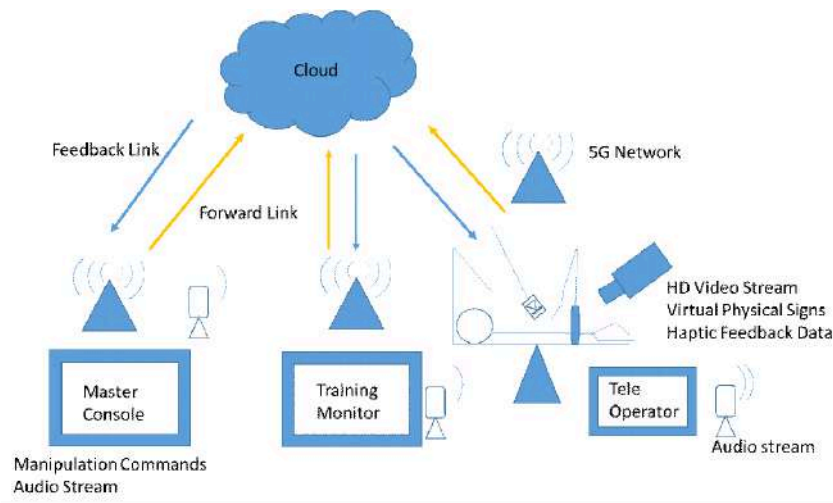 Cloud
Feedback Link
5G Network
Forward Link
HD Video Stream
Virtual Physical Signs
Haptic Feedback Data
Master
Console
Training
Monitor
Tele
Operator
Audio stream
Manipulation Commands
Audio Stream